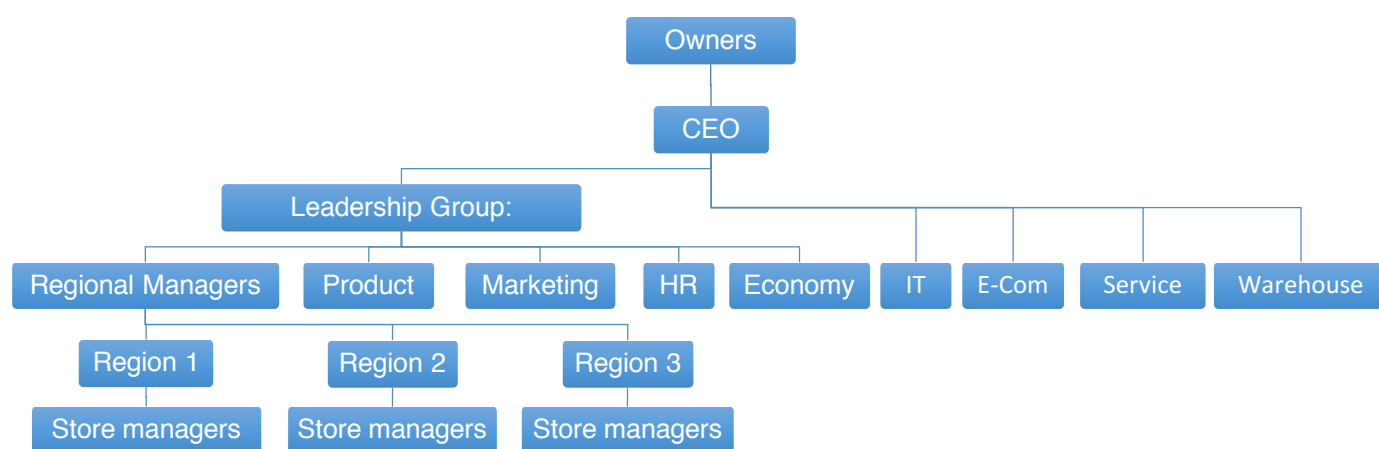 Owners
CEO
Leadership Group:
Regional Managers
Product
Marketing
HR
Economy
IT
E-Com
Service
Warehouse
Region 1
Region 2
Region 3
Store managers
Store managers
Store managers